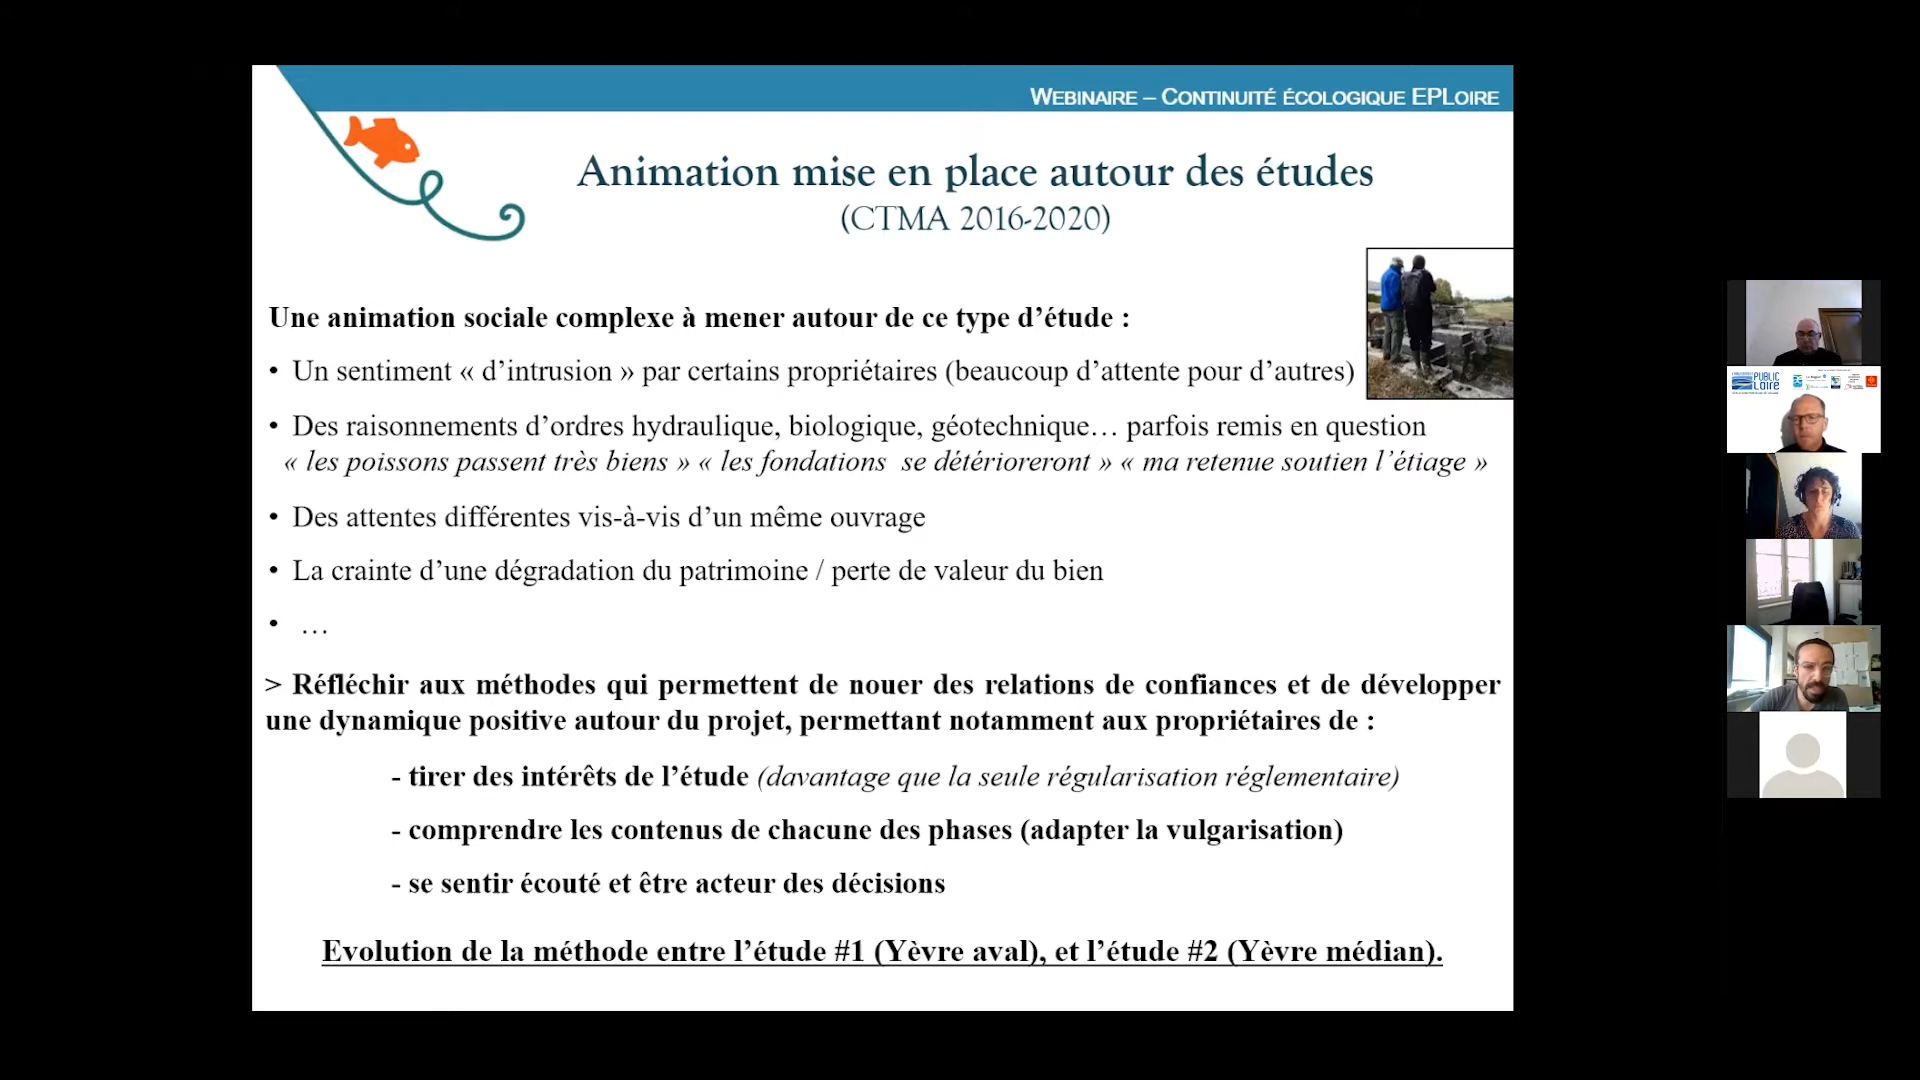 WEBINAIRE – CONTINUITÉ ÉCOLOGIQUE EPLOIRE
Animation mise en place autour des études
(CTMA 2016-2020)
Une animation sociale complexe à mener autour de ce type d’étude :
• Un sentiment « d’intrusion » par certains propriétaires (beaucoup d’attente pour d’autres)
• Des raisonnements d’ordres hydraulique, biologique, géotechnique… parfois remis en question
« les poissons passent très biens » « les fondations se détérioreront » « ma retenue soutien l’étiage »
• Des attentes différentes vis-à-vis d’un même ouvrage
• La crainte d’une dégradation du patrimoine / perte de valeur du bien
• …
> Réfléchir aux méthodes qui permettent de nouer des relations de confiances et de développer
une dynamique positive autour du projet, permettant notamment aux propriétaires de :
- tirer des intérêts de l’étude (davantage que la seule régularisation réglementaire)
- comprendre les contenus de chacune des phases (adapter la vulgarisation)
- se sentir écouté et être acteur des décisions
Evolution de la méthode entre l’étude #1 (Yèvre aval), et l’étude #2 (Yèvre médian).
PUBLIC
LOIRE